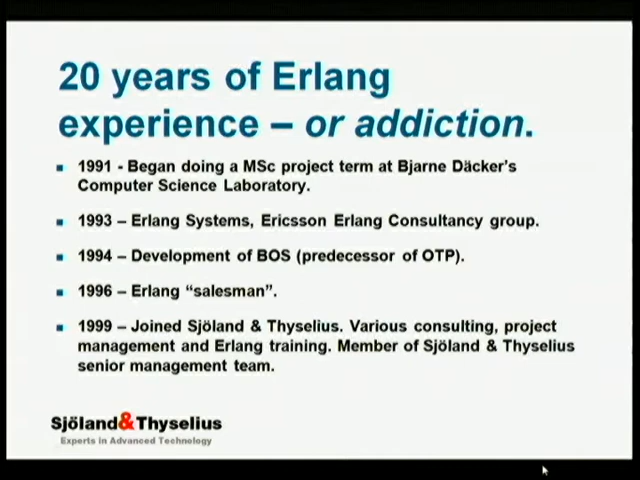 20 years of Erlang
experience – or addiction.
1991 - Began doing a MSc project term at Bjarne Däcker's
Computer Science Laboratory.
1993 – Erlang Systems, Ericsson Erlang Consultancy group.
1994 – Development of BOS (predecessor of OTP).
1996 – Erlang “salesman”.
1999 – Joined Sjöland & Thyselius. Various consulting, project
management and Erlang training. Member of Sjöland & Thyselius
senior management team.
Sjöland&Thyselius
Experts in Advanced Technology